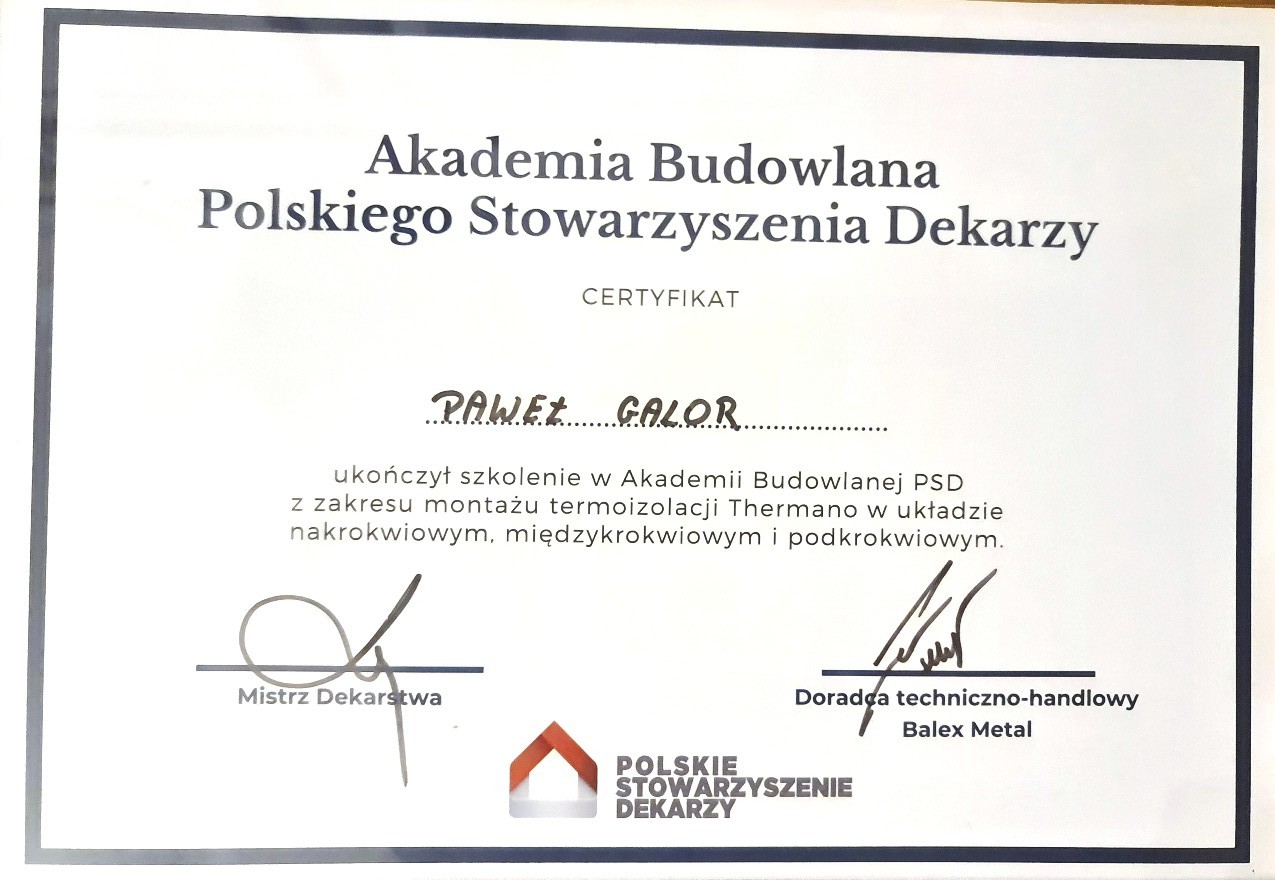 Akademia Budowlana
Polskiego Stowarzyszenia Dekarzy
CERTYFIKAT
PAWEŁ GALOR
ukończył szkolenie w Akademii Budowlanej PSD
z zakresu montażu termoizolacji Thermano w układzie
nakrokwiowym, międzykrokwiowym i podkrokwiowym.
Mistrz Dekarstwa
Doradca techniczno-handlowy
Balex Metal
POLSKIE
STOWARZYSZENIE
DEKARZY